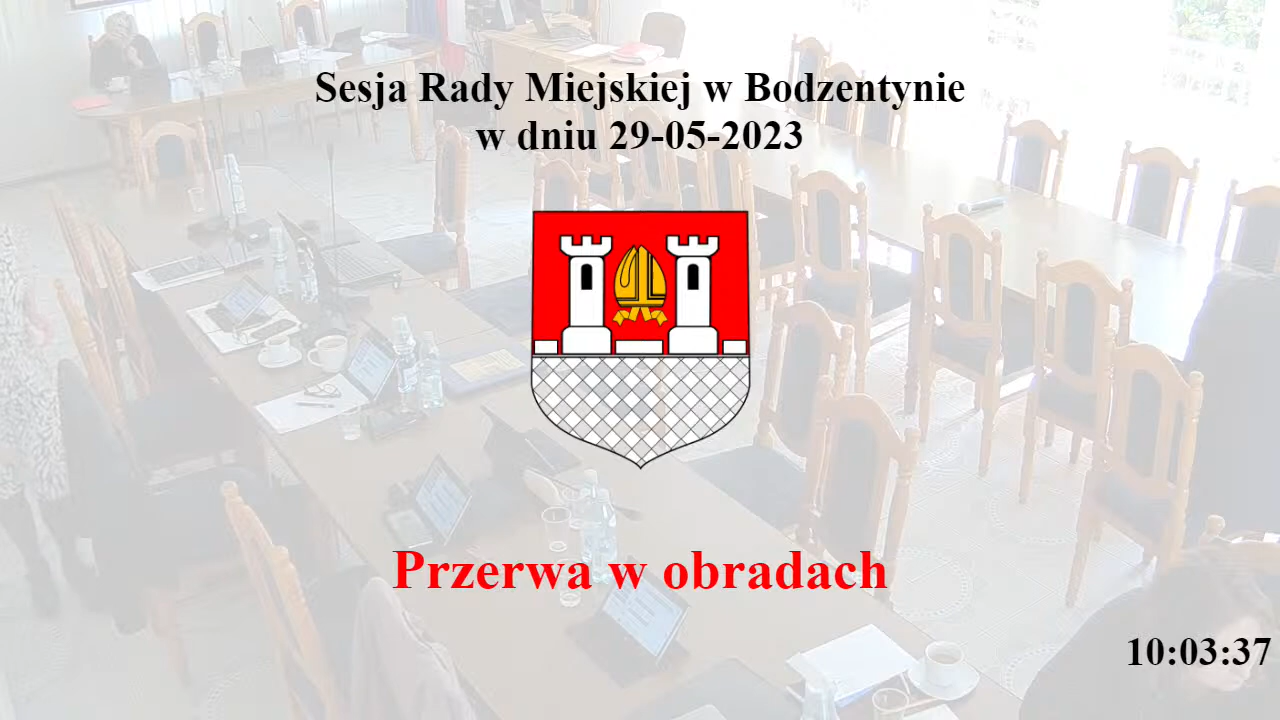 Sesja Rady Miejskiej w Bodzentynie
w dniu 29-05-2023
Przerwa w obradach
10:03:37